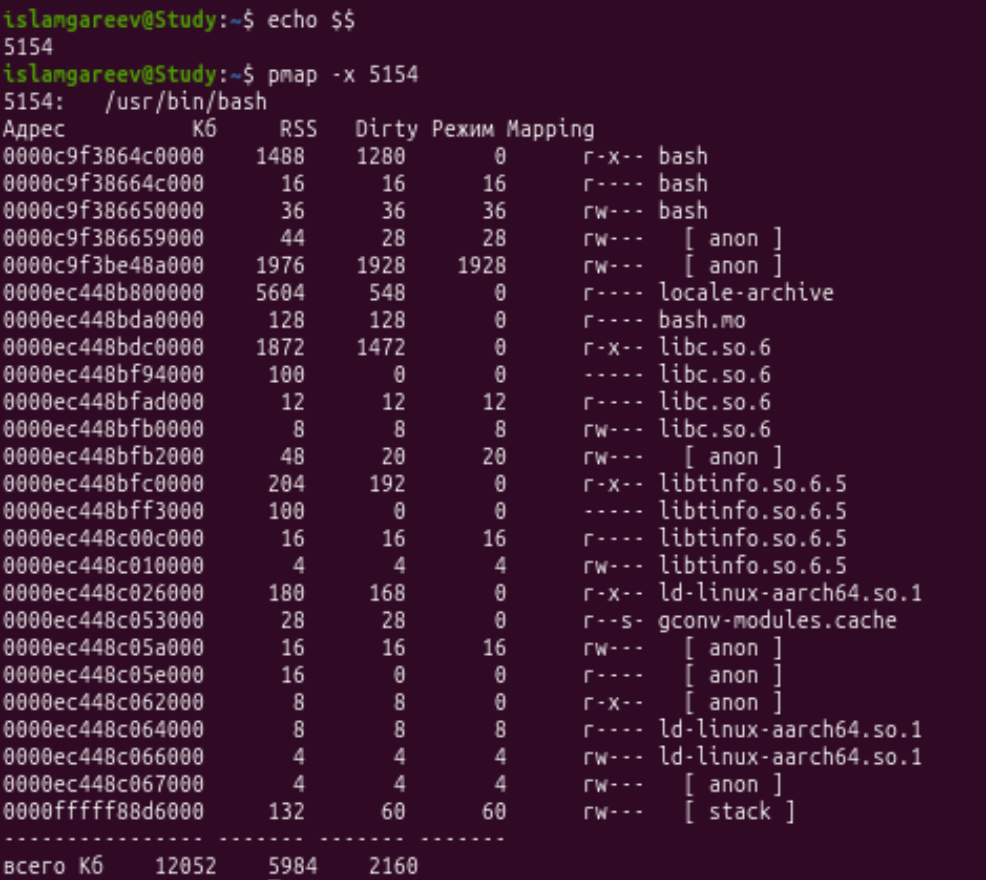 islamgareev@Study:~$ echo $$
5154
islamgareev@Study:~$ pmap -x 5154
5154:   /usr/bin/bash
Адрес            Кб     RSS   Dirty Режим Mapping
0000c9f3864c0000    1488    1280       0      r-x-- bash
0000c9f38664c000      16      16      16      r---- bash
0000c9f386650000      36      36      36      rw--- bash
0000c9f386659000      44      28      28      rw---   [ anon ]
0000c9f3be48a000    1976    1928    1928      rw---   [ anon ]
0000ec448b800000    5604     548       0      r---- locale-archive
0000ec448bda0000     128     128       0      r---- bash.mo
0000ec448bdc0000    1872    1472       0      r-x-- libc.so.6
0000ec448bf94000     100       0       0      ----- libc.so.6
0000ec448bfad000      12      12      12      r---- libc.so.6
0000ec448bfb0000       8       8       8      rw--- libc.so.6
0000ec448bfb2000      48      20      20      rw---   [ anon ]
0000ec448bfc0000     204     192       0      r-x-- libtinfo.so.6.5
0000ec448bff3000     100       0       0      ----- libtinfo.so.6.5
0000ec448c00c000      16      16      16      r---- libtinfo.so.6.5
0000ec448c010000       4       4       4      rw--- libtinfo.so.6.5
0000ec448c026000     180     168       0      r-x-- ld-linux-aarch64.so.1
0000ec448c053000      28      28       0      r--s- gconv-modules.cache
0000ec448c05a000      16      16      16      rw---   [ anon ]
0000ec448c05e000      16       0       0      r----   [ anon ]
0000ec448c062000       8       8       0      r-x--   [ anon ]
0000ec448c064000       8       8       8      r---- ld-linux-aarch64.so.1
0000ec448c066000       4       4       4      rw--- ld-linux-aarch64.so.1
0000ec448c067000       4       4       4      rw---   [ anon ]
0000fffff88d6000     132      60      60      rw---   [ stack ]
---------------- ------- ------- -------
всего Кб    12052    5984    2160